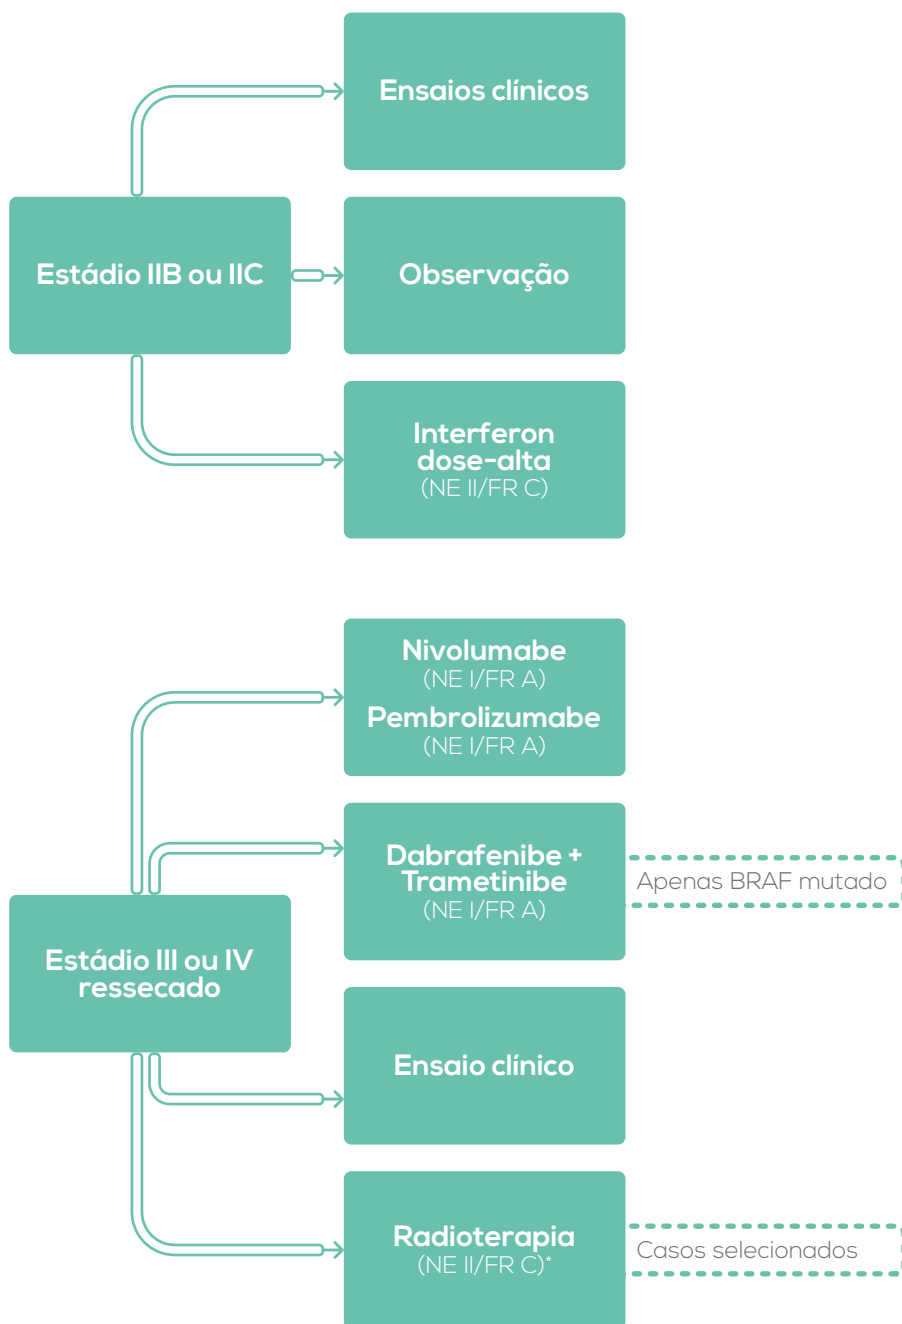 Ensaios clínicos
Estádio IIB ou IIC
Observação
Interferon
dose-alta
(NE II/FR C)
Nivolumabe
(NE I/FR A)
Pembrolizumabe
(NE I/FR A)
Dabrafenibe +
Trametinibe
(NE I/FR A)
Apenas BRAF mutado
Estádio III ou IV
ressecado
Ensaio clínico
Radioterapia
(NE II/FR C)*
Casos selecionados